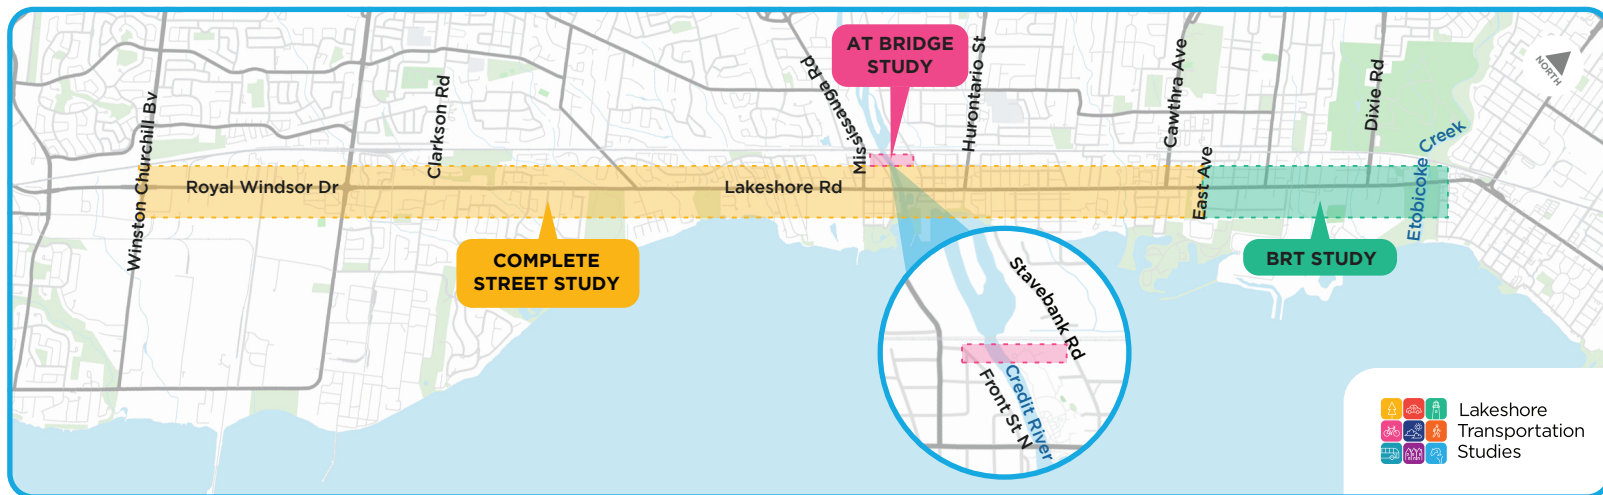 AT BRIDGE
STUDY
Winston Churchill Bv
Clarkson Rd
Mississauga Rd
Hurontario St
Cawthra Ave
Dixie Rd
Etobicoke Creek
East Ave
NORTH
Royal Windsor Dr
Lakeshore Rd
COMPLETE
STREET STUDY
BRT STUDY
Stavebank Rd
Front St N
Credit River
Lakeshore
Transportation
Studies